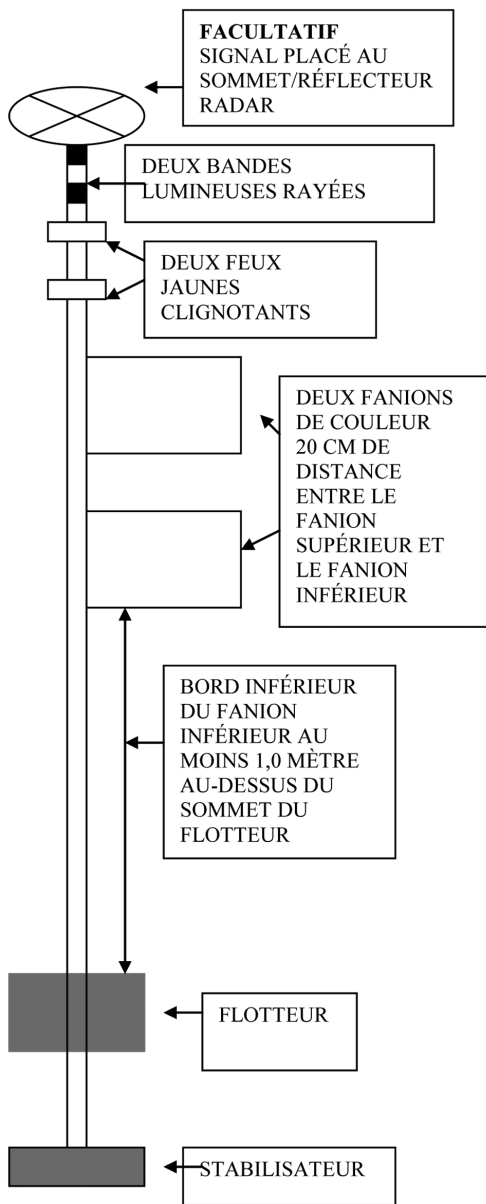 FACULTATIF
SIGNAL PLACÉ AU
SOMMET/RÉFLECTEUR
RADAR
DEUX BANDES
LUMINEUSES RAYÉES
DEUX FEUX
JAUNES
CLIGNOTANTS
DEUX FANIONS
DE COULEUR
20 CM DE
DISTANCE
ENTRE LE
FANION
SUPÉRIEUR ET
LE FANION
INFÉRIEUR
BORD INFÉRIEUR
DU FANION
INFÉRIEUR AU
MOINS 1,0 MÈTRE
AU-DESSUS DU
SOMMET DU
FLOTTEUR
FLOTTEUR
STABILISATEUR